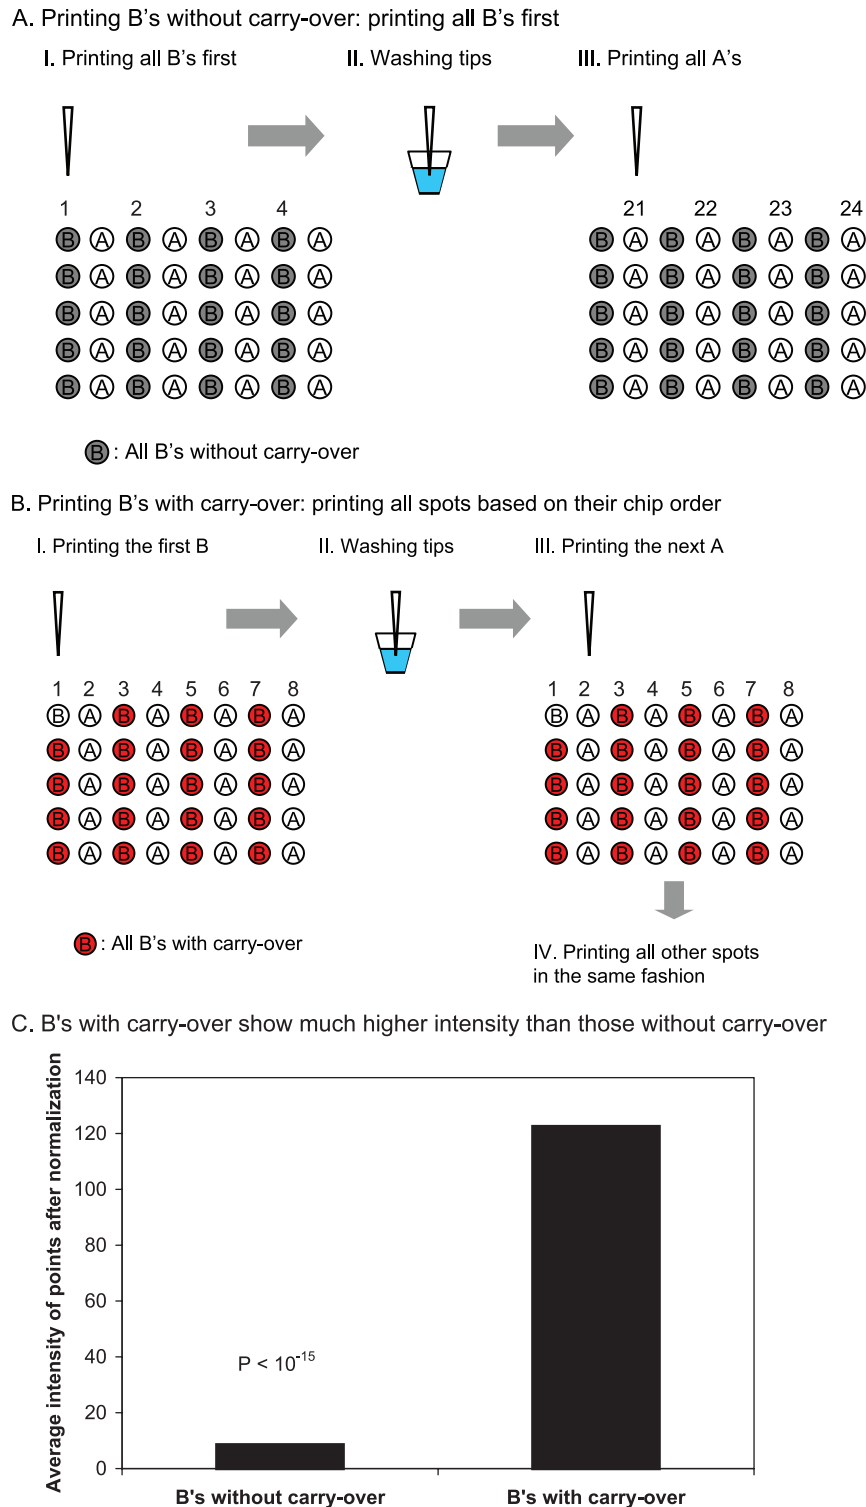 A. Printing B's without carry-over: printing all B's first
I. Printing all B's first
II. Washing tips
III. Printing all A's
1 2 3 4
21 22 23 24
B A B A B A B A
B A B A B A B A
B A B A B A B A
B A B A B A B A
B A B A B A B A
B A B A B A B A
B A B A B A B A
B A B A B A B A
B A B A B A B A
B A B A B A B A
B : All B's without carry-over
B. Printing B's with carry-over: printing all spots based on their chip order
I. Printing the first B
II. Washing tips
III. Printing the next A
1 2 3 4 5 6 7 8
1 2 3 4 5 6 7 8
B A B A B A B A
B A B A B A B A
B A B A B A B A
B A B A B A B A
B A B A B A B A
B A B A B A B A
B A B A B A B A
B A B A B A B A
B A B A B A B A
B A B A B A B A
B : All B's with carry-over
IV. Printing all other spots
in the same fashion
C. B's with carry-over show much higher intensity than those without carry-over
Average intensity of points after normalization
140
120
100
80
60
40
20
0
P < 10^-15
B's without carry-over
B's with carry-over